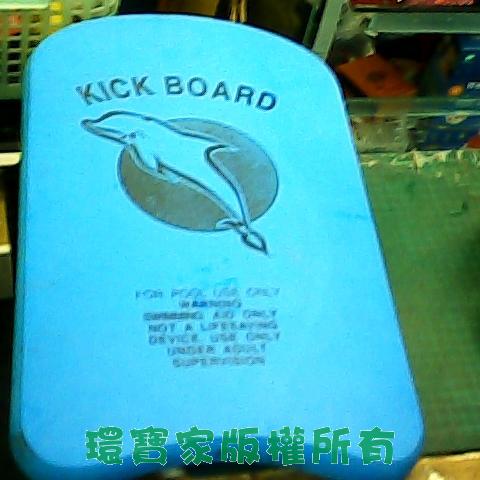 KICK BOARD
FOR POOL USE ONLY
WARNING
SWIMMING AID ONLY
NOT A LIFESAVING
DEVICE. USE ONLY
UNDER ADULT
SUPERVISION
環寶家版權所有